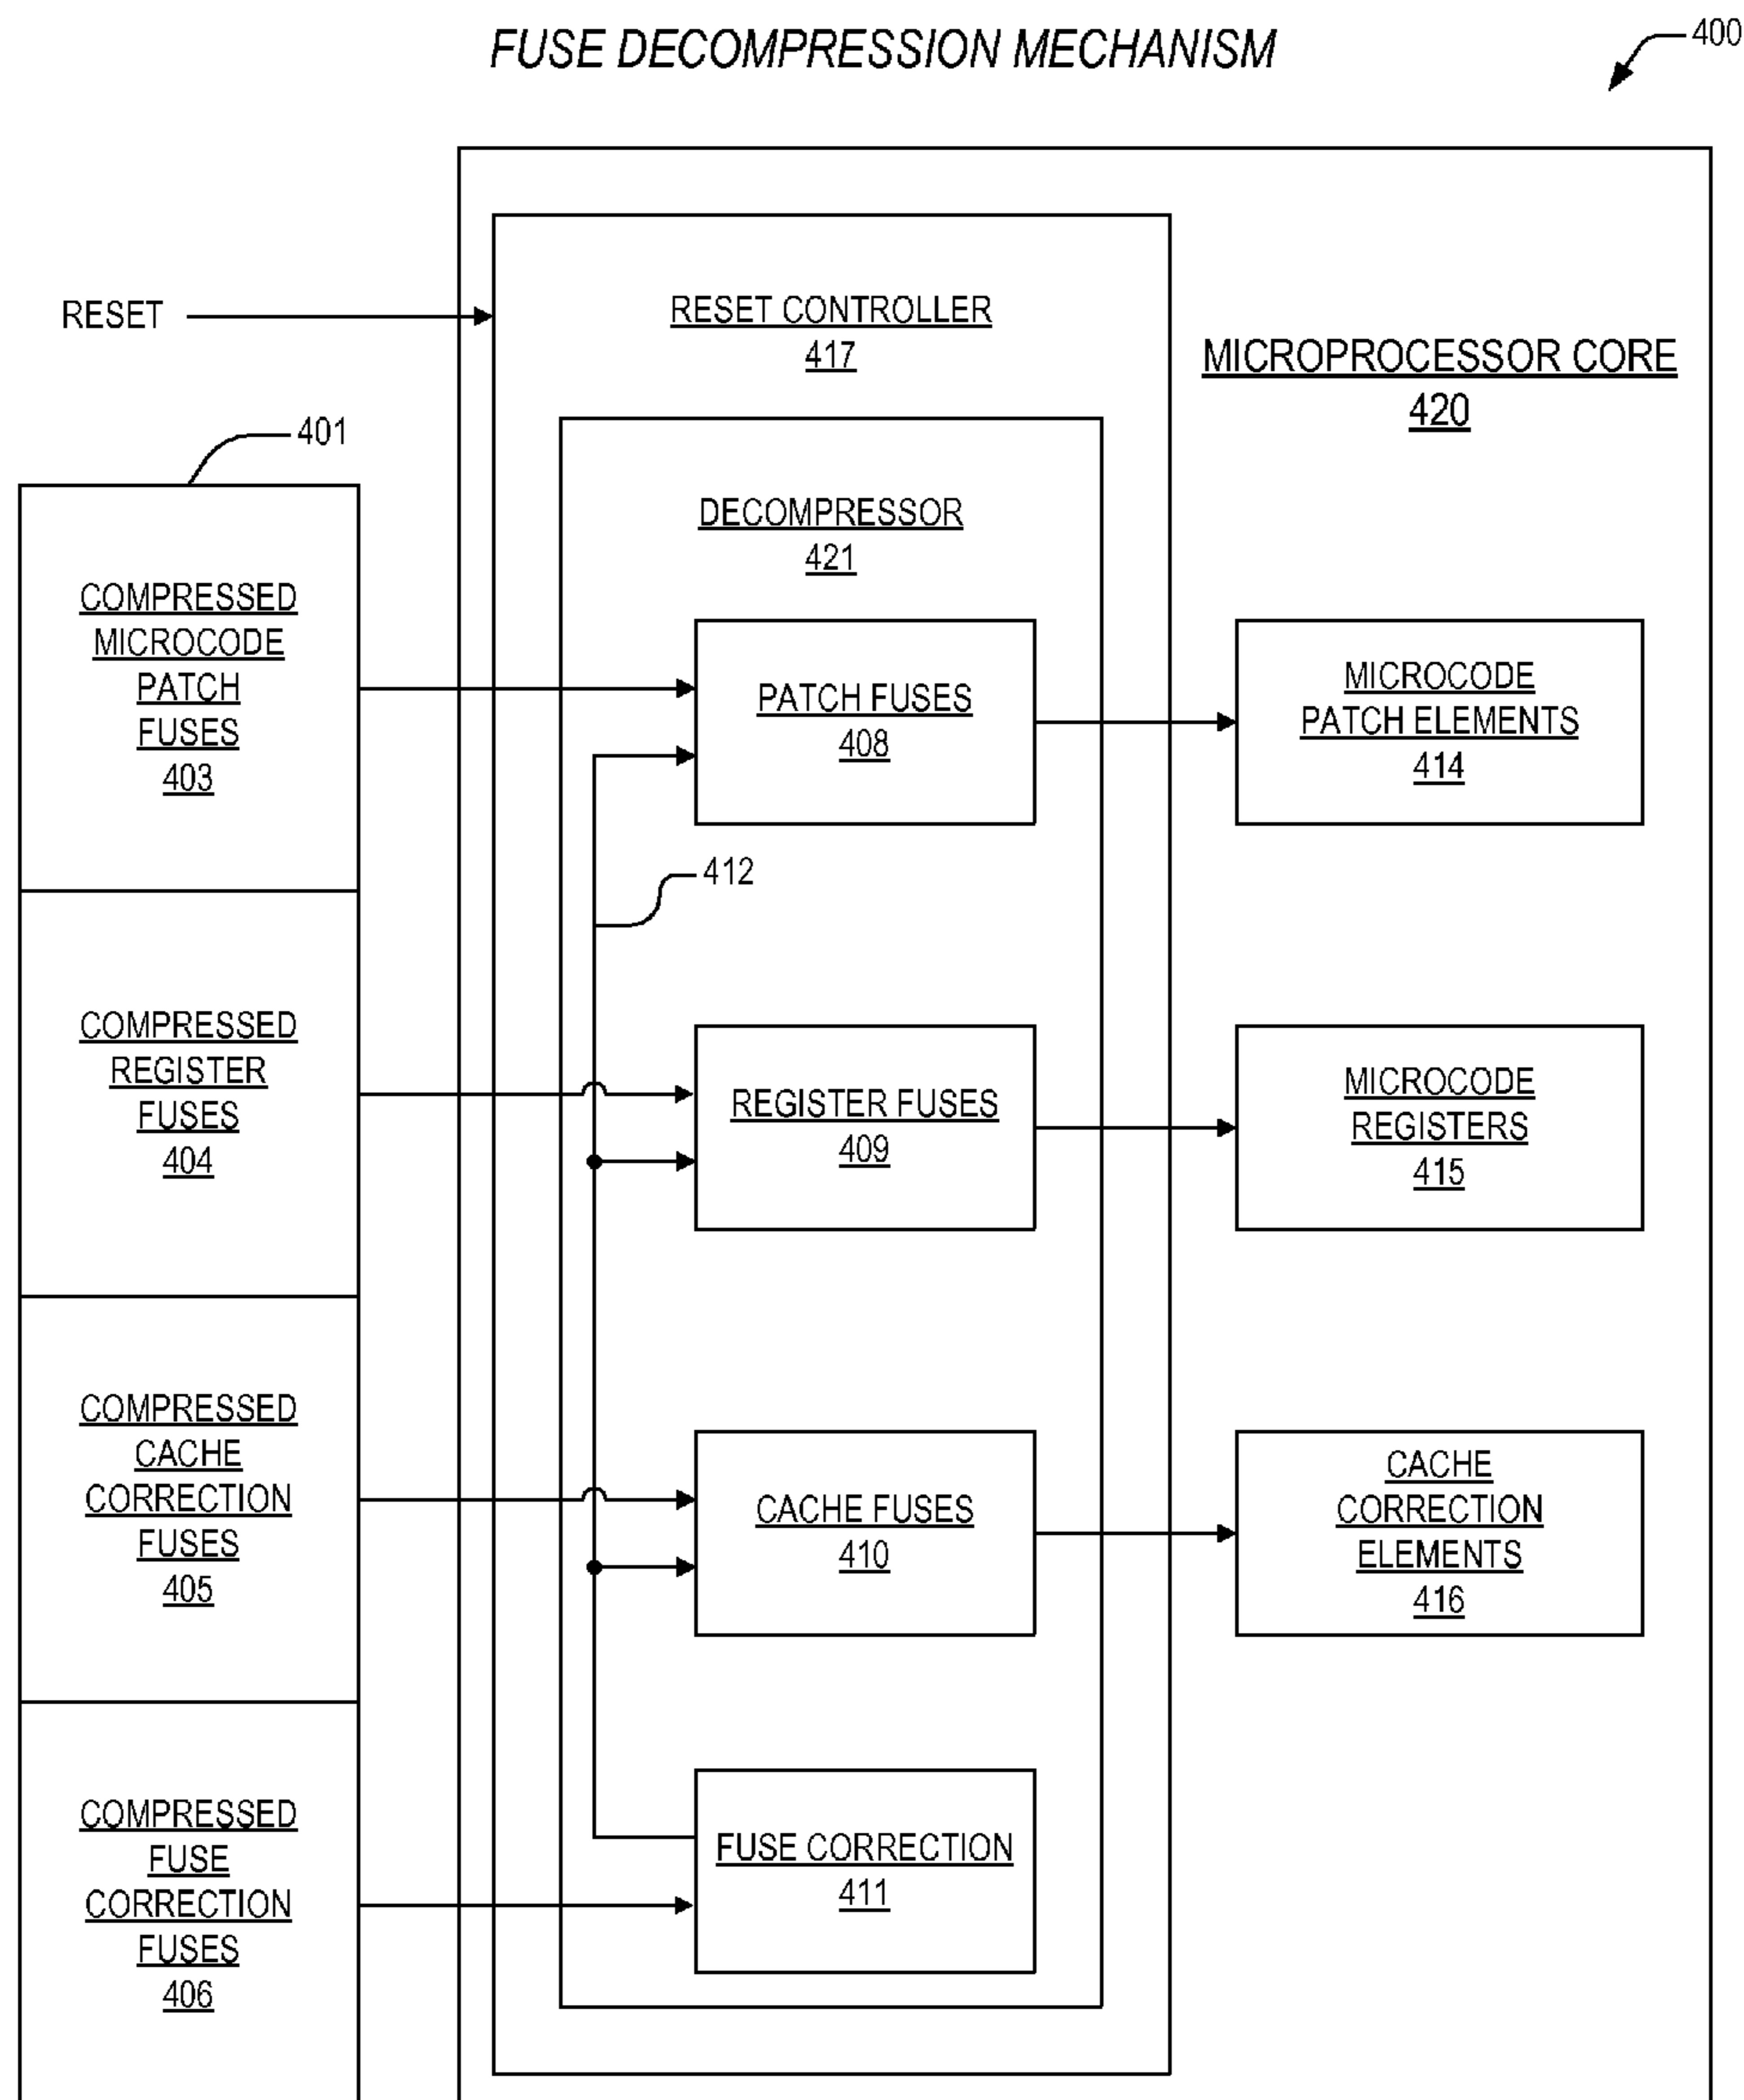 FUSE DECOMPRESSION MECHANISM
400
RESET
RESET CONTROLLER
417
MICROPROCESSOR CORE
420
401
DECOMPRESSOR
421
COMPRESSED
MICROCODE
PATCH
FUSES
403
PATCH FUSES
408
MICROCODE
PATCH ELEMENTS
414
412
COMPRESSED
REGISTER
FUSES
404
REGISTER FUSES
409
MICROCODE
REGISTERS
415
COMPRESSED
CACHE
CORRECTION
FUSES
405
CACHE FUSES
410
CACHE
CORRECTION
ELEMENTS
416
COMPRESSED
FUSE
CORRECTION
FUSES
406
FUSE CORRECTION
411